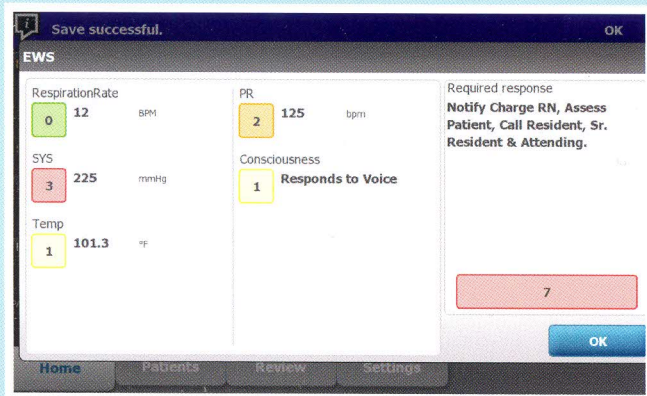 Save successful.
OK
EWS
RespirationRate
0 12 BPM
SYS
3 225 mmHg
Temp
1 101.3 °F
PR
2 125 bpm
Consciousness
1 Responds to Voice
Required response
Notify Charge RN, Assess
Patient, Call Resident, Sr.
Resident & Attending.
7
OK
Home Patients Review Settings